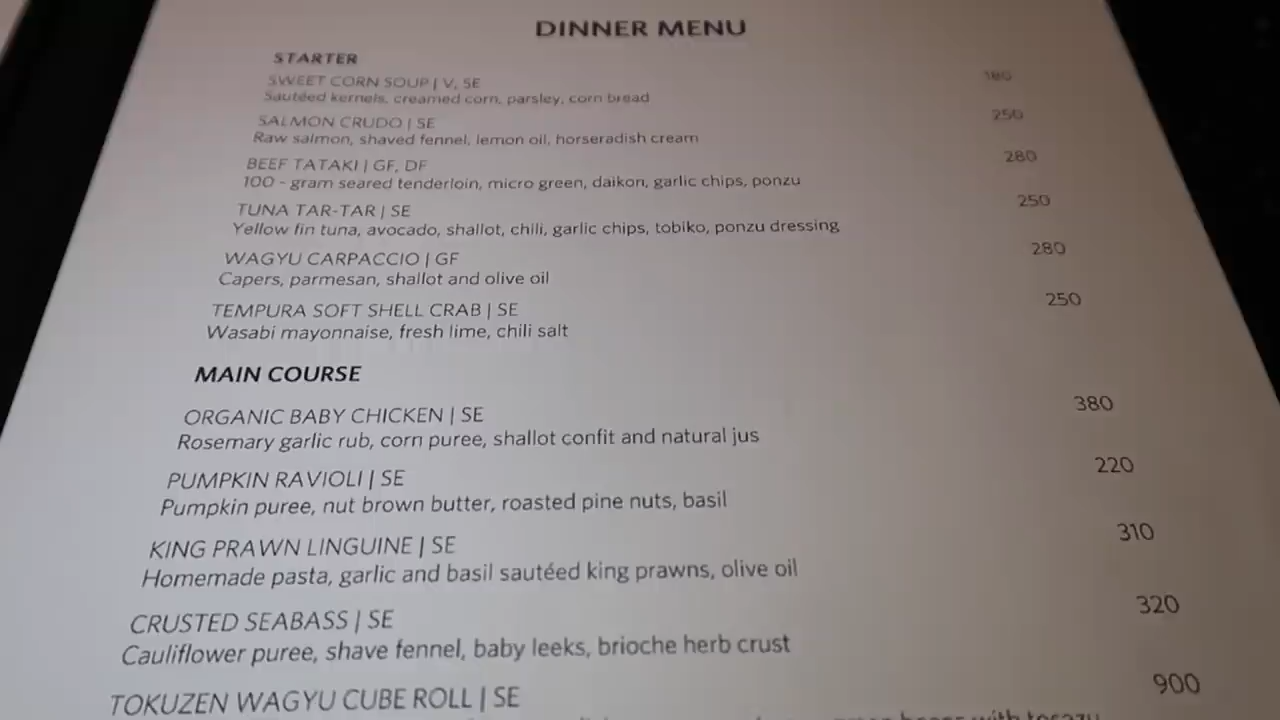 DINNER MENU
STARTER
SWEET CORN SOUP | V, SE 180
Sautéed kernels, creamed corn, parsley, corn bread
SALMON CRUDO | SE 250
Raw salmon, shaved fennel, lemon oil, horseradish cream
BEEF TATAKI | GF, DF 280
100 - gram seared tenderloin, micro green, daikon, garlic chips, ponzu
TUNA TAR-TAR | SE 250
Yellow fin tuna, avocado, shallot, chili, garlic chips, tobiko, ponzu dressing
WAGYU CARPACCIO | GF 280
Capers, parmesan, shallot and olive oil
TEMPURA SOFT SHELL CRAB | SE 250
Wasabi mayonnaise, fresh lime, chili salt
MAIN COURSE
ORGANIC BABY CHICKEN | SE 380
Rosemary garlic rub, corn puree, shallot confit and natural jus
PUMPKIN RAVIOLI | SE 220
Pumpkin puree, nut brown butter, roasted pine nuts, basil
KING PRAWN LINGUINE | SE 310
Homemade pasta, garlic and basil sautéed king prawns, olive oil
CRUSTED SEABASS | SE 320
Cauliflower puree, shave fennel, baby leeks, brioche herb crust
TOKUZEN WAGYU CUBE ROLL | SE 900
with